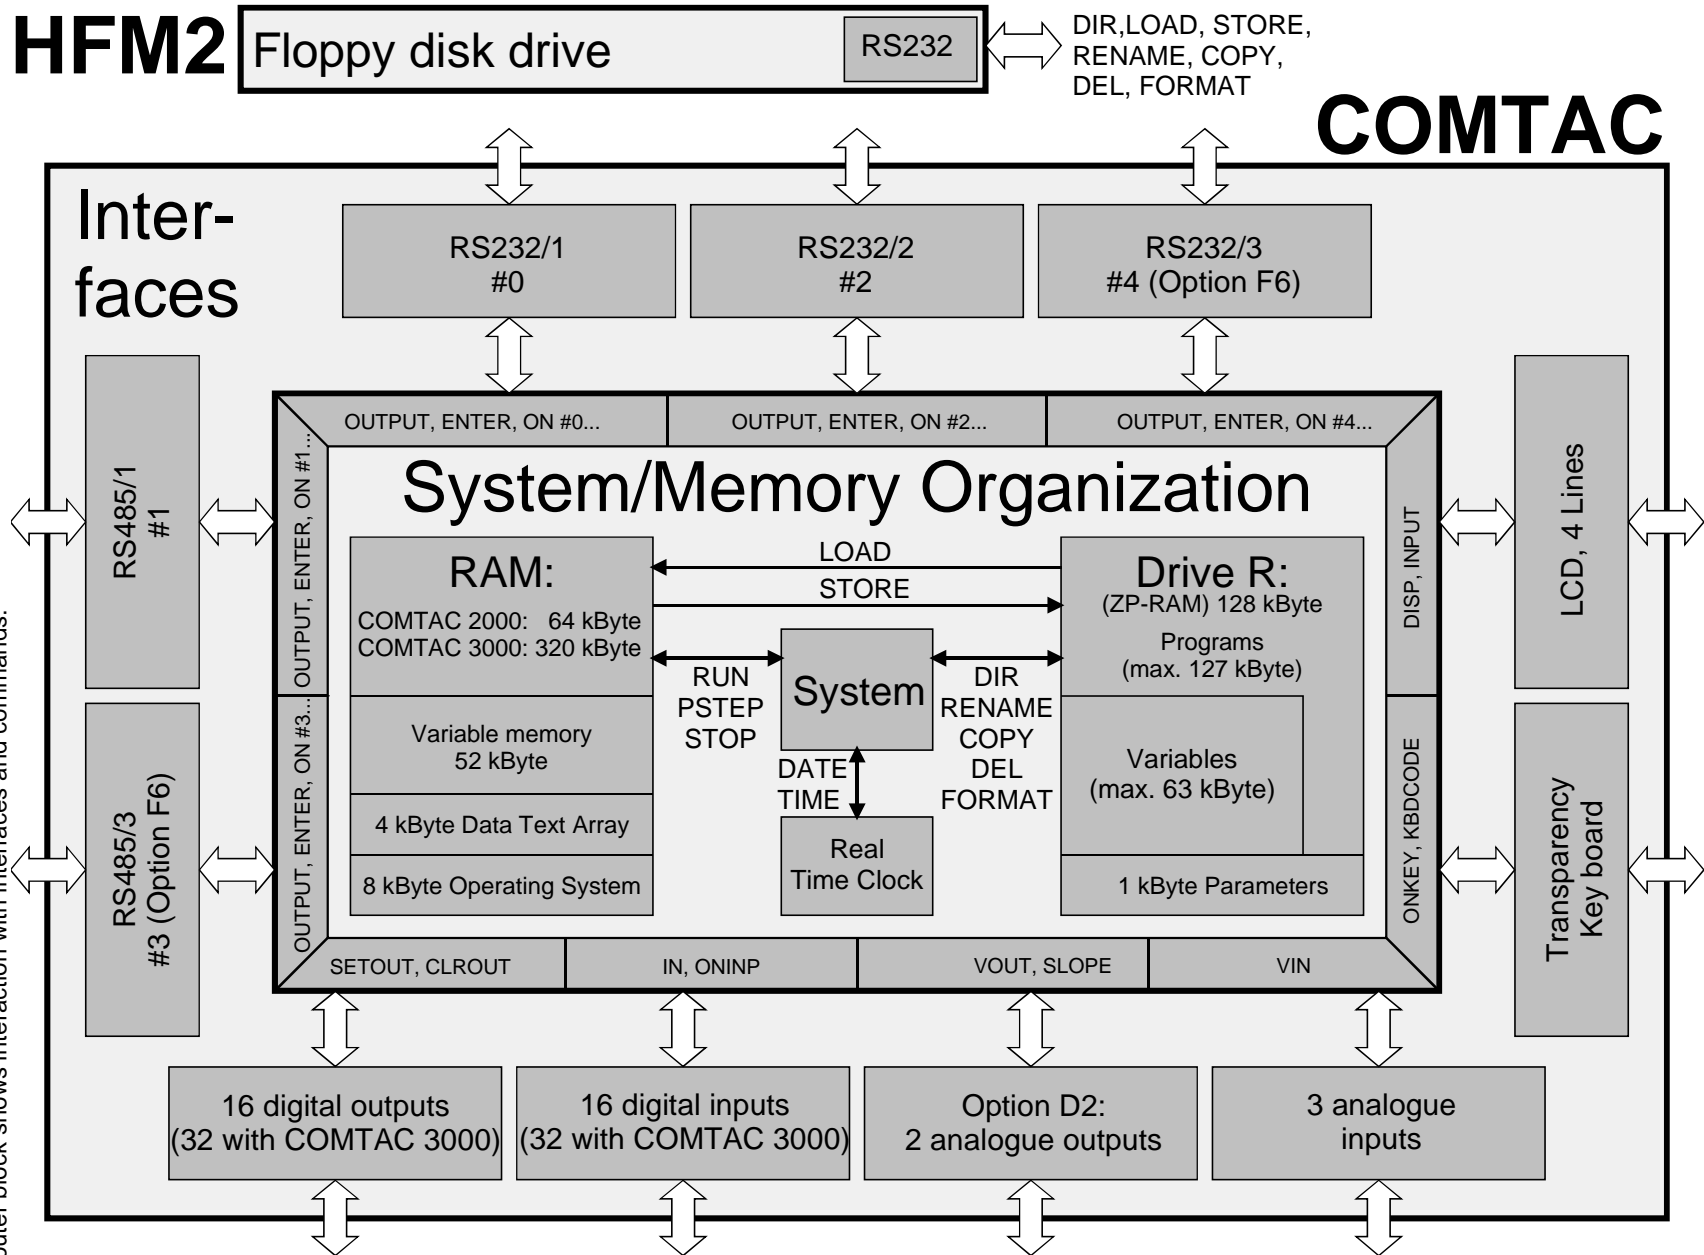 HFM2
Floppy disk drive
RS232
DIR,LOAD, STORE,
RENAME, COPY,
DEL, FORMAT
COMTAC
Inter-
faces
RS232/1
#0
RS232/2
#2
RS232/3
#4 (Option F6)
RS485/1
#1
RS485/3
#3 (Option F6)
OUTPUT, ENTER, ON #0...
OUTPUT, ENTER, ON #2...
OUTPUT, ENTER, ON #4...
OUTPUT, ENTER, ON #1...
OUTPUT, ENTER, ON #3...
System/Memory Organization
RAM:
COMTAC 2000: 64 kByte
COMTAC 3000: 320 kByte
Variable memory
52 kByte
4 kByte Data Text Array
8 kByte Operating System
LOAD
STORE
RUN
PSTEP
STOP
System
DATE
TIME
Real
Time Clock
DIR
RENAME
COPY
DEL
FORMAT
Drive R:
(ZP-RAM) 128 kByte
Programs
(max. 127 kByte)
Variables
(max. 63 kByte)
1 kByte Parameters
DISP, INPUT
ONKEY, KBDCODE
LCD, 4 Lines
Transparency
Key board
SETOUT, CLROUT
IN, ONINP
VOUT, SLOPE
VIN
16 digital outputs
(32 with COMTAC 3000)
16 digital inputs
(32 with COMTAC 3000)
Option D2:
2 analogue outputs
3 analogue
inputs
block shows interaction with interfaces and commands.